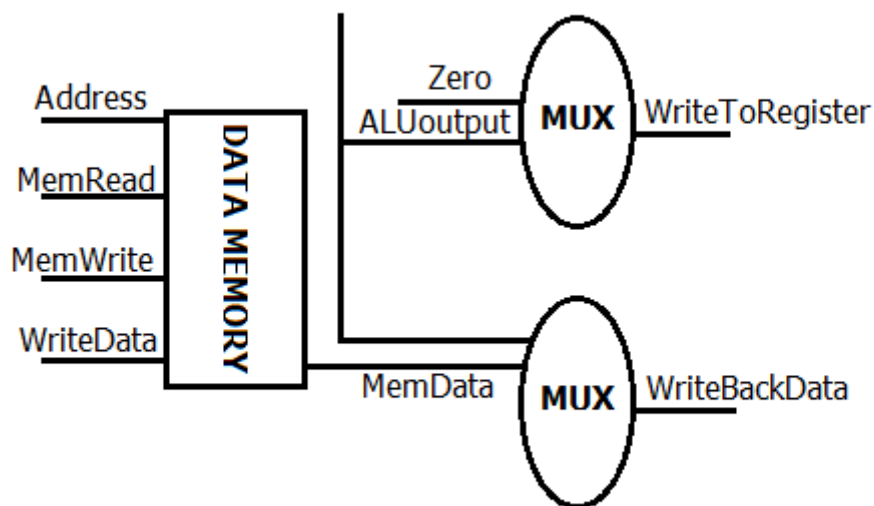 Address
MemRead
MemWrite
WriteData
DATA MEMORY
Zero
ALUoutput
MUX
WriteToRegister
MemData
MUX
WriteBackData